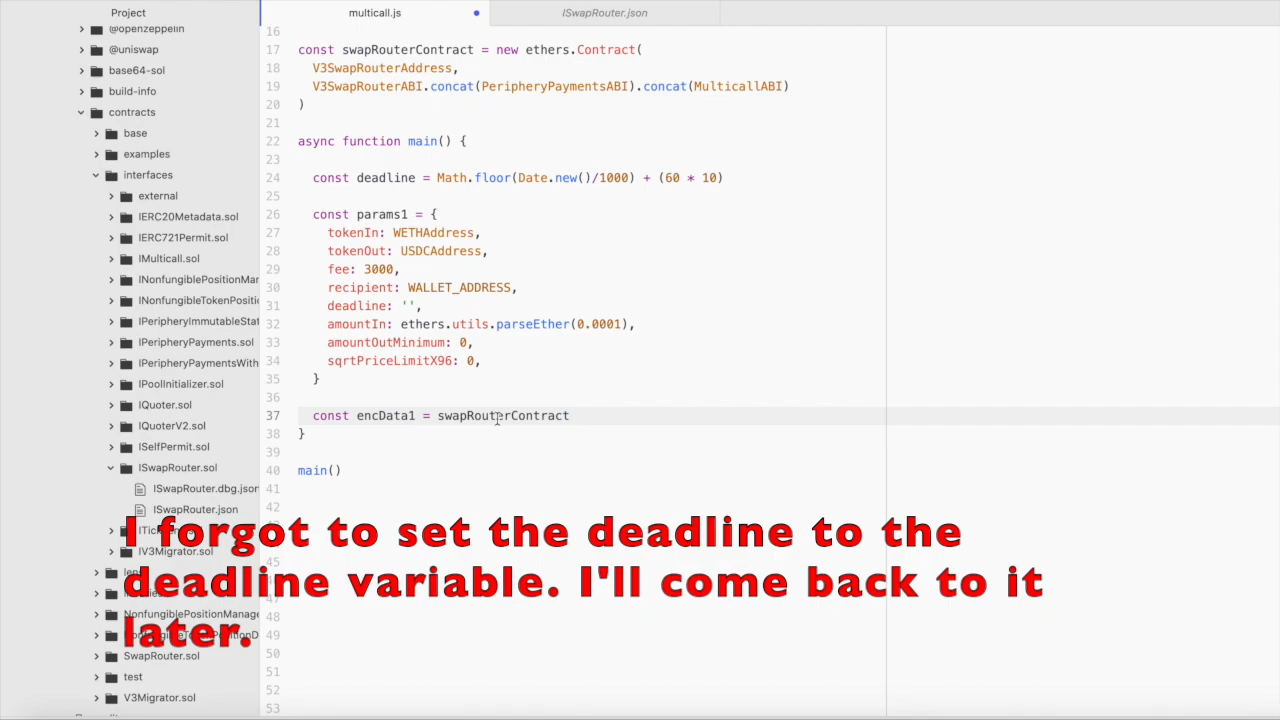 Project
@openzeppelin
@uniswap
base64-sol
build-info
contracts
base
examples
interfaces
external
IERC20Metadata.sol
IERC721Permit.sol
IMulticall.sol
INonfungiblePositionMan
INonfungibleTokenPositio
IPeripheryImmutableStat
IPeripheryPayments.sol
IPeripheryPaymentsWith
IPoolInitializer.sol
IQuoter.sol
IQuoterV2.sol
ISelfPermit.sol
ISwapRouter.sol
ISwapRouter.dbg.json
ISwapRouter.json
IV3Migrator.sol
NonfungiblePositionManage
SwapRouter.sol
test
V3Migrator.sol
multicall.js
ISwapRouter.json
16
17 const swapRouterContract = new ethers.Contract(
18 V3SwapRouterAddress,
19 V3SwapRouterABI.concat(PeripheryPaymentsABI).concat(MulticallABI)
20 )
21
22 async function main() {
23
24 const deadline = Math.floor(Date.new()/1000) + (60 * 10)
25
26 const params1 = {
27 tokenIn: WETHAddress,
28 tokenOut: USDCAddress,
29 fee: 3000,
30 recipient: WALLET_ADDRESS,
31 deadline: '',
32 amountIn: ethers.utils.parseEther(0.0001),
33 amountOutMinimum: 0,
34 sqrtPriceLimitX96: 0,
35 }
36
37 const encData1 = swapRouterContract
38 }
39
40 main()
41
42
45
48
49
50
51
52
53
I forgot to set the deadline to the
deadline variable. I'll come back to it
later.